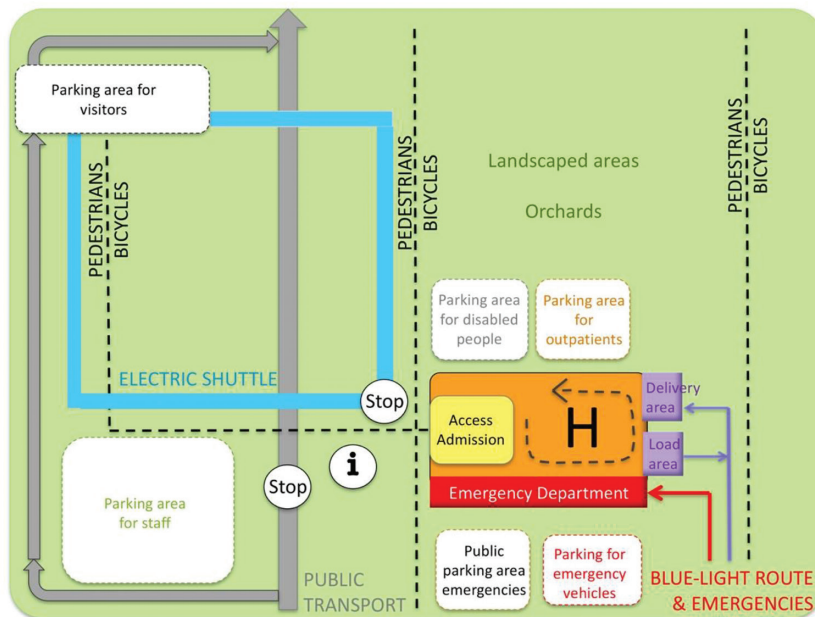 Parking area for
visitors
PEDESTRIANS
BICYCLES
PEDESTRIANS
BICYCLES
PEDESTRIANS
BICYCLES
Landscaped areas
Orchards
Parking area
for disabled
people
Parking area
for
outpatients
ELECTRIC SHUTTLE
Stop
Access
Admission
H
Delivery
area
Load
area
Emergency Department
i
Stop
Parking area
for staff
Public
parking area
emergencies
Parking for
emergency
vehicles
PUBLIC
TRANSPORT
BLUE-LIGHT ROUTE
& EMERGENCIES